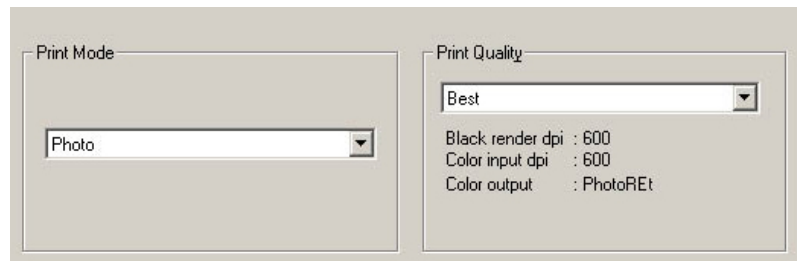 Print Mode
Photo
Print Quality
Best
Black render dpi : 600
Color input dpi : 600
Color output : PhotoREt